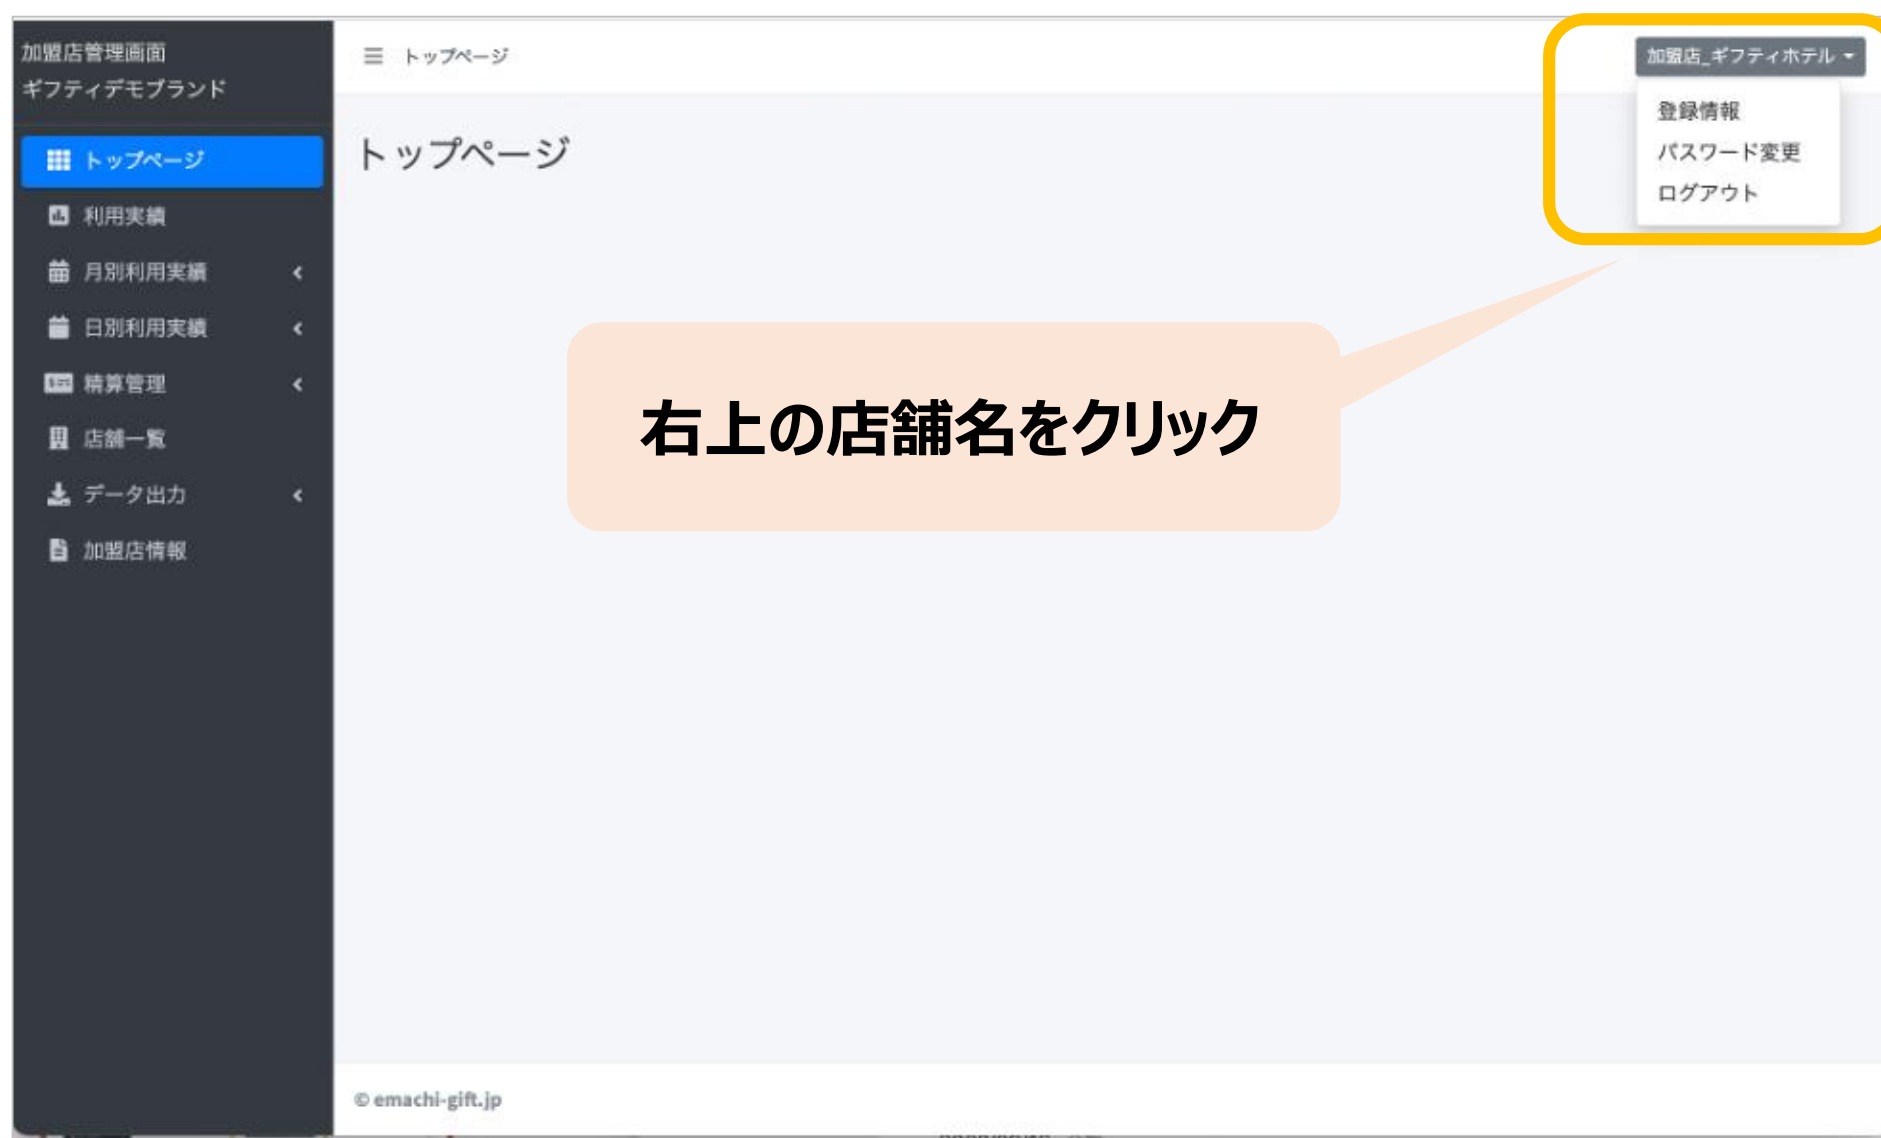 加盟店管理画面
ギフティデモブランド
トップページ
利用実績
月別利用実績
日別利用実績
精算管理
店舗一覧
データ出力
加盟店情報
トップページ
加盟店_ギフティホテル
登録情報
パスワード変更
ログアウト
トップページ
右上の店舗名をクリック
© emachi-gift.jp